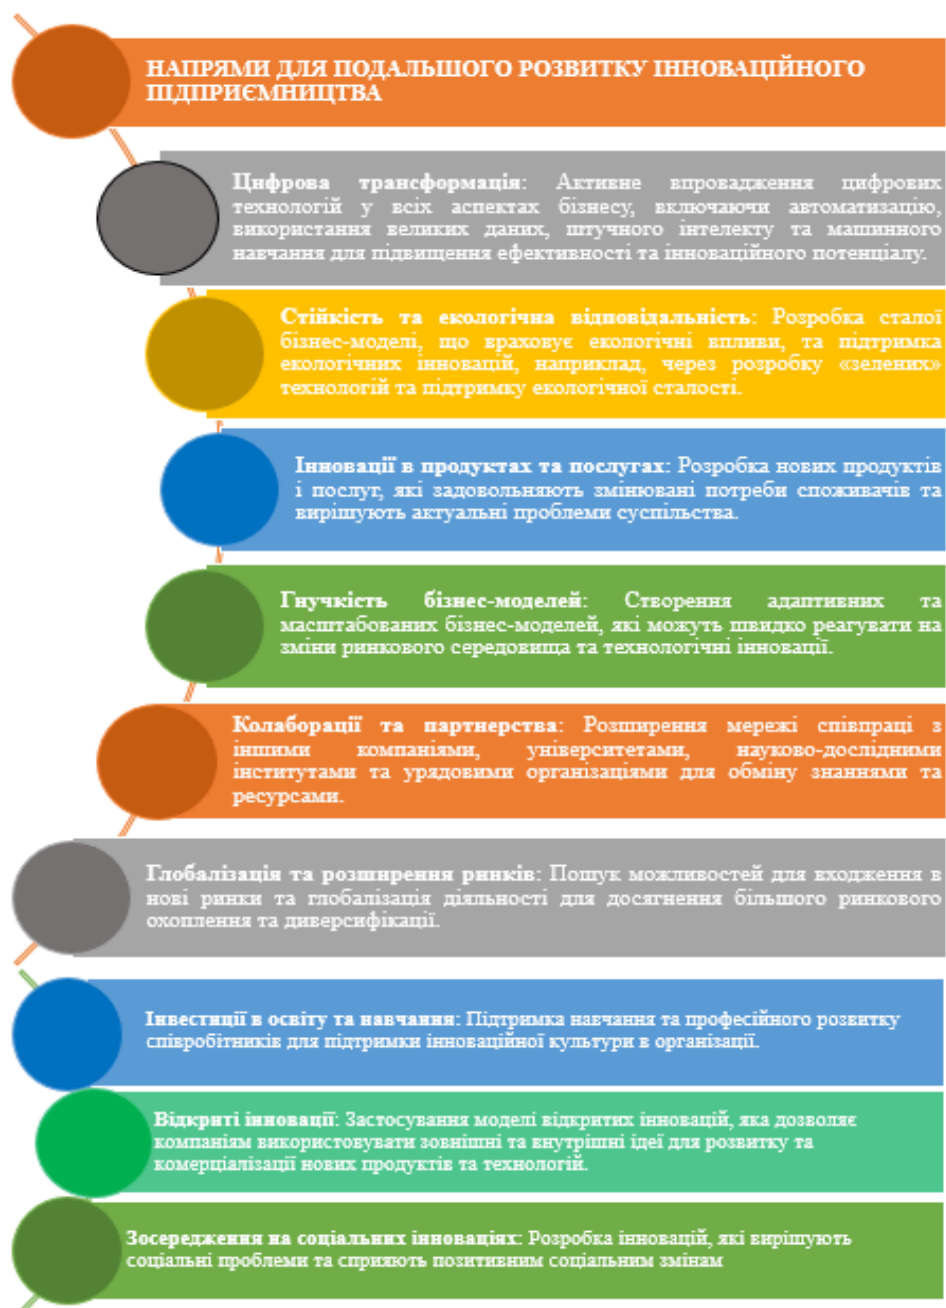 НАПРЯМИ ДЛЯ ПОДАЛЬШОГО РОЗВИТКУ ІННОВАЦІЙНОГО
ПІДПРИЄМНИЦТВА
Цифрова трансформація: Активне впровадження цифрових
технологій у всіх аспектах бізнесу, включаючи автоматизацію,
використання великих даних, штучного інтелекту та машинного
навчання для підвищення ефективності та інноваційного потенціалу.
Стійкість та екологічна відповідальність: Розробка сталої
бізнес-моделі, що враховує екологічні впливи, та підтримка
екологічних інновацій, наприклад, через розробку «зелених»
технологій та підтримку екологічної сталості.
Інновації в продуктах та послугах: Розробка нових продуктів
і послуг, які задовольняють змінювані потреби споживачів та
вирішують актуальні проблеми суспільства.
Гнучкість бізнес-моделей: Створення адаптивних та
масштабованих бізнес-моделей, які можуть швидко реагувати на
зміни ринкового середовища та технологічні інновації.
Колаборації та партнерства: Розширення мережі співпраці з
іншими компаніями, університетами, науково-дослідними
інститутами та урядовими організаціями для обміну знаннями та
ресурсами.
Глобалізація та розширення ринків: Пошук можливостей для входження в
нові ринки та глобалізація діяльності для досягнення більшого ринкового
охоплення та диверсифікації.
Інвестиції в освіту та навчання: Підтримка навчання та професійного розвитку
співробітників для підтримки інноваційної культури в організації.
Відкриті інновації: Застосування моделі відкритих інновацій, яка дозволяє
компаніям використовувати зовнішні та внутрішні ідеї для розвитку та
комерціалізації нових продуктів та технологій.
Зосередження на соціальних інноваціях: Розробка інновацій, які вирішують
соціальні проблеми та сприяють позитивним соціальним змінам